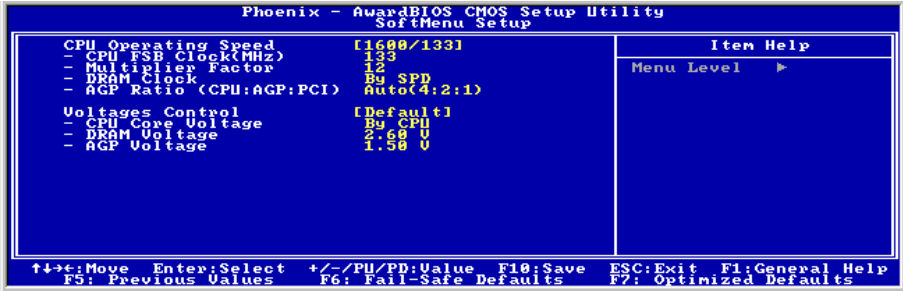 Phoenix - AwardBIOS CMOS Setup Utility
SoftMenu Setup
CPU Operating Speed [1600/133]
- CPU FSB Clock(MHz) 133
- Multiplier Factor 12
- DRAM Clock By SPD
- AGP Ratio (CPU:AGP:PCI) Auto(4:2:1)
Voltages Control [Default]
- CPU Core Voltage By CPU
- DRAM Voltage 2.60 V
- AGP Voltage 1.50 V
Item Help
Menu Level ►
↑↓→←:Move Enter:Select +/-/PU/PD:Value F10:Save ESC:Exit F1:General Help
F5: Previous Values F6: Fail-Safe Defaults F7: Optimized Defaults